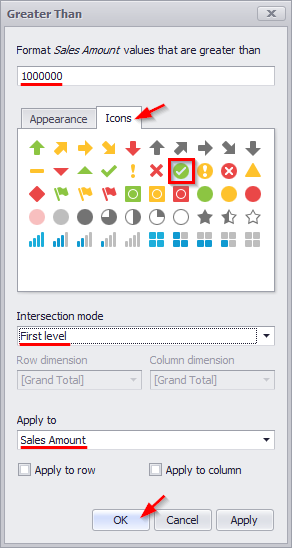 Greater Than
Format Sales Amount values that are greater than
1000000
Appearance Icons
Intersection mode
First level
Row dimension Column dimension
[Grand Total] [Grand Total]
Apply to
Sales Amount
Apply to row Apply to column
OK Cancel Apply